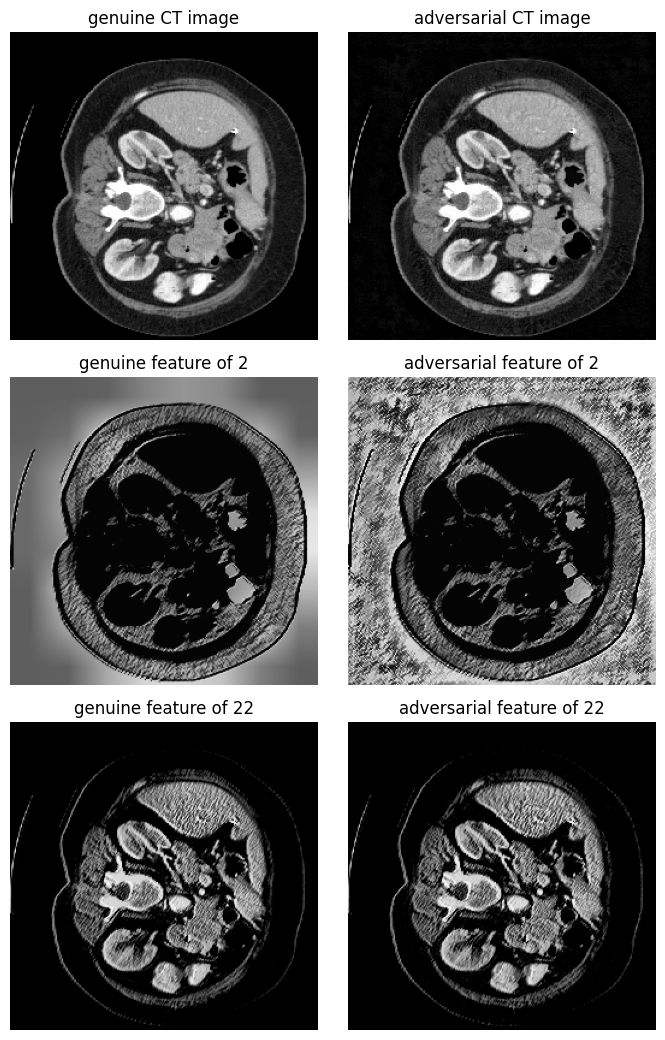 genuine CT image
adversarial CT image
genuine feature of 2
adversarial feature of 2
genuine feature of 22
adversarial feature of 22